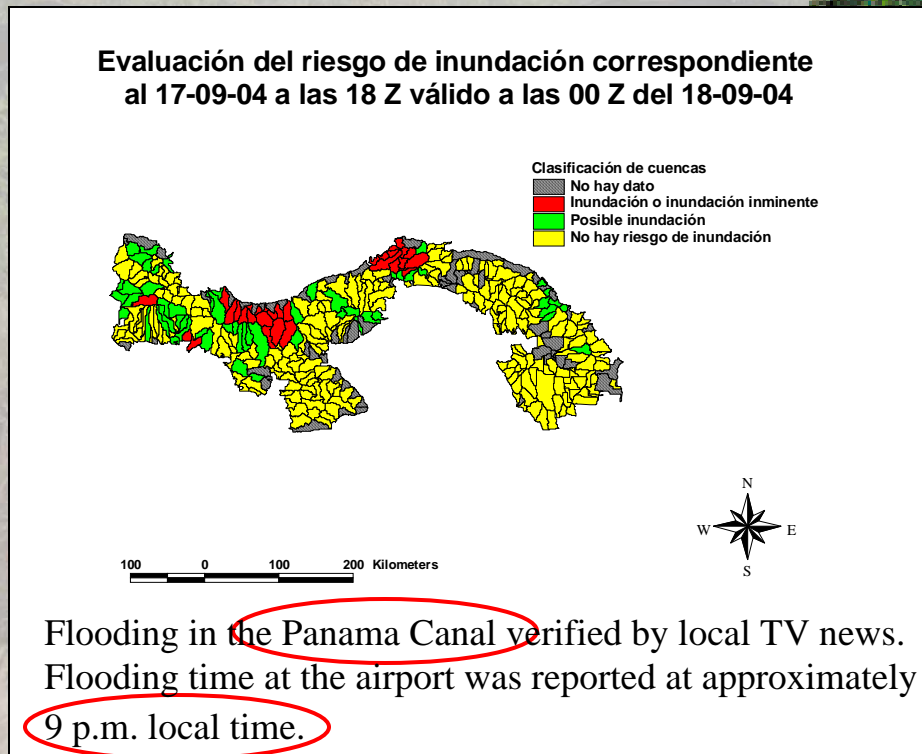 Evaluación del riesgo de inundación correspondiente
al 17-09-04 a las 18 Z válido a las 00 Z del 18-09-04
Clasificación de cuencas
No hay dato
Inundación o inundación inminente
Posible inundación
No hay riesgo de inundación
N
W
E
S
100 0 100 200 Kilometers
Flooding in the Panama Canal verified by local TV news.
Flooding time at the airport was reported at approximately
9 p.m. local time.